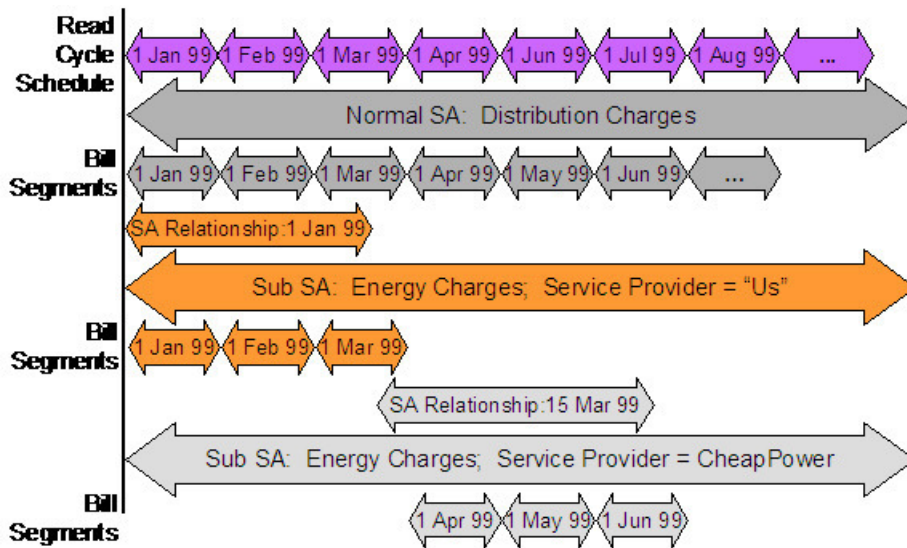 Read
Cycle
Schedule
1 Jan 99 1 Feb 99 1 Mar 99 1 Apr 99 1 Jun 99 1 Jul 99 1 Aug 99 ...
Normal SA: Distribution Charges
Bill
Segments
1 Jan 99 1 Feb 99 1 Mar 99 1 Apr 99 1 May 99 1 Jun 99 ...
SA Relationship:1 Jan 99
Sub SA: Energy Charges; Service Provider = “Us”
Bill
Segments
1 Jan 99 1 Feb 99 1 Mar 99
SA Relationship:15 Mar 99
Sub SA: Energy Charges; Service Provider = CheapPower
Bill
Segments
1 Apr 99 1 May 99 1 Jun 99